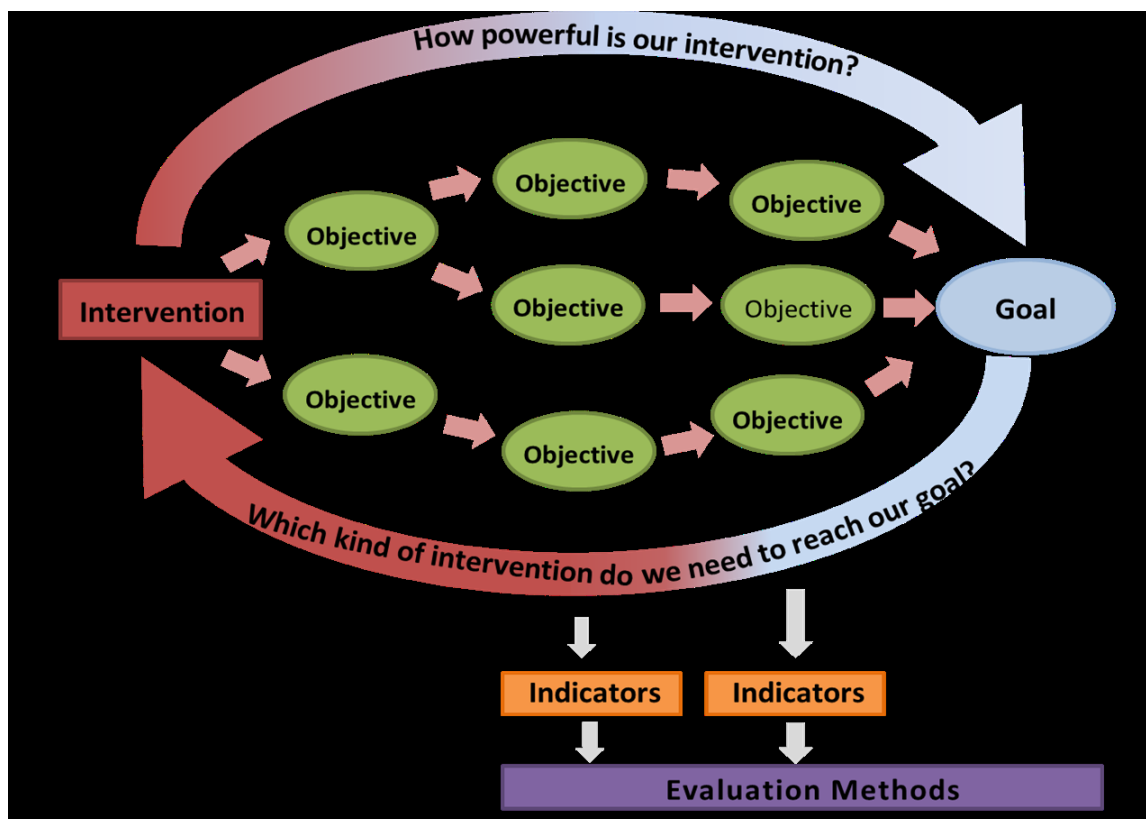 How powerful is our intervention?
Objective
Objective
Objective
Intervention
Objective
Objective
Goal
Objective
Objective
Objective
Which kind of intervention do we need to reach our goal?
Indicators
Indicators
Evaluation Methods